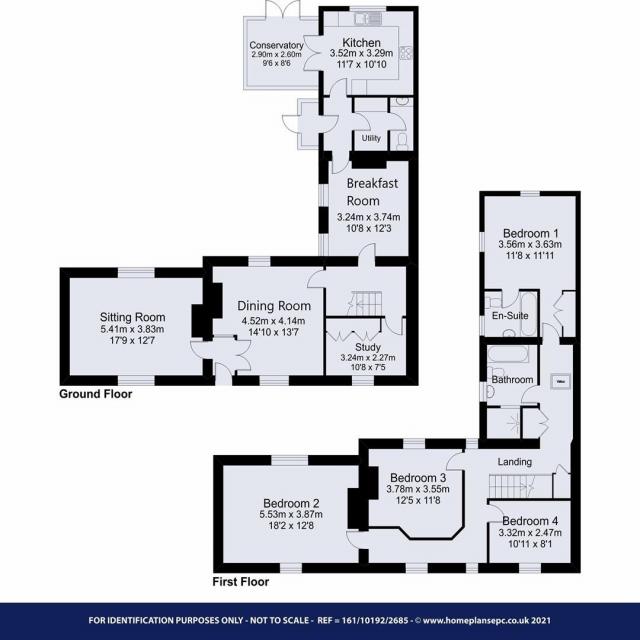 Conservatory
2.90m x 2.60m
9'6 x 8'6
Kitchen
3.52m x 3.29m
11'7 x 10'10
Utility
Breakfast
Room
3.24m x 3.74m
10'8 x 12'3
Sitting Room
5.41m x 3.83m
17'9 x 12'7
Dining Room
4.52m x 4.14m
14'10 x 13'7
Study
3.24m x 2.27m
10'8 x 7'5
Ground Floor
Bedroom 1
3.56m x 3.63m
11'8 x 11'11
En-Suite
Bathroom
Landing
Bedroom 3
3.78m x 3.55m
12'5 x 11'8
Bedroom 2
5.53m x 3.87m
18'2 x 12'8
Bedroom 4
3.32m x 2.47m
10'11 x 8'1
First Floor
FOR IDENTIFICATION PURPOSES ONLY - NOT TO SCALE - REF = 161/10192/2685 - © www.homeplansepc.co.uk 2021